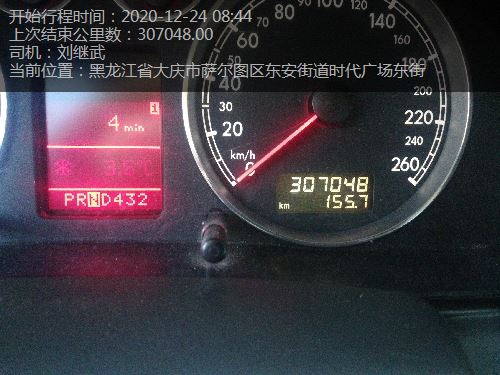 开始行程时间：2020-12-24 08:44
上次结束公里数：307048.00
司机：刘继武
当前位置：黑龙江省大庆市萨尔图区东安街道时代广场东街
60
80
100
120
140
40
200
30
220
20
240
km/h
260
1
4 min
PRND432
307048
km 155.7